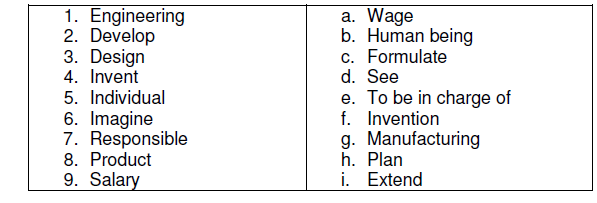 1. Engineering
2. Develop
3. Design
4. Invent
5. Individual
6. Imagine
7. Responsible
8. Product
9. Salary
a. Wage
b. Human being
c. Formulate
d. See
e. To be in charge of
f. Invention
g. Manufacturing
h. Plan
i. Extend